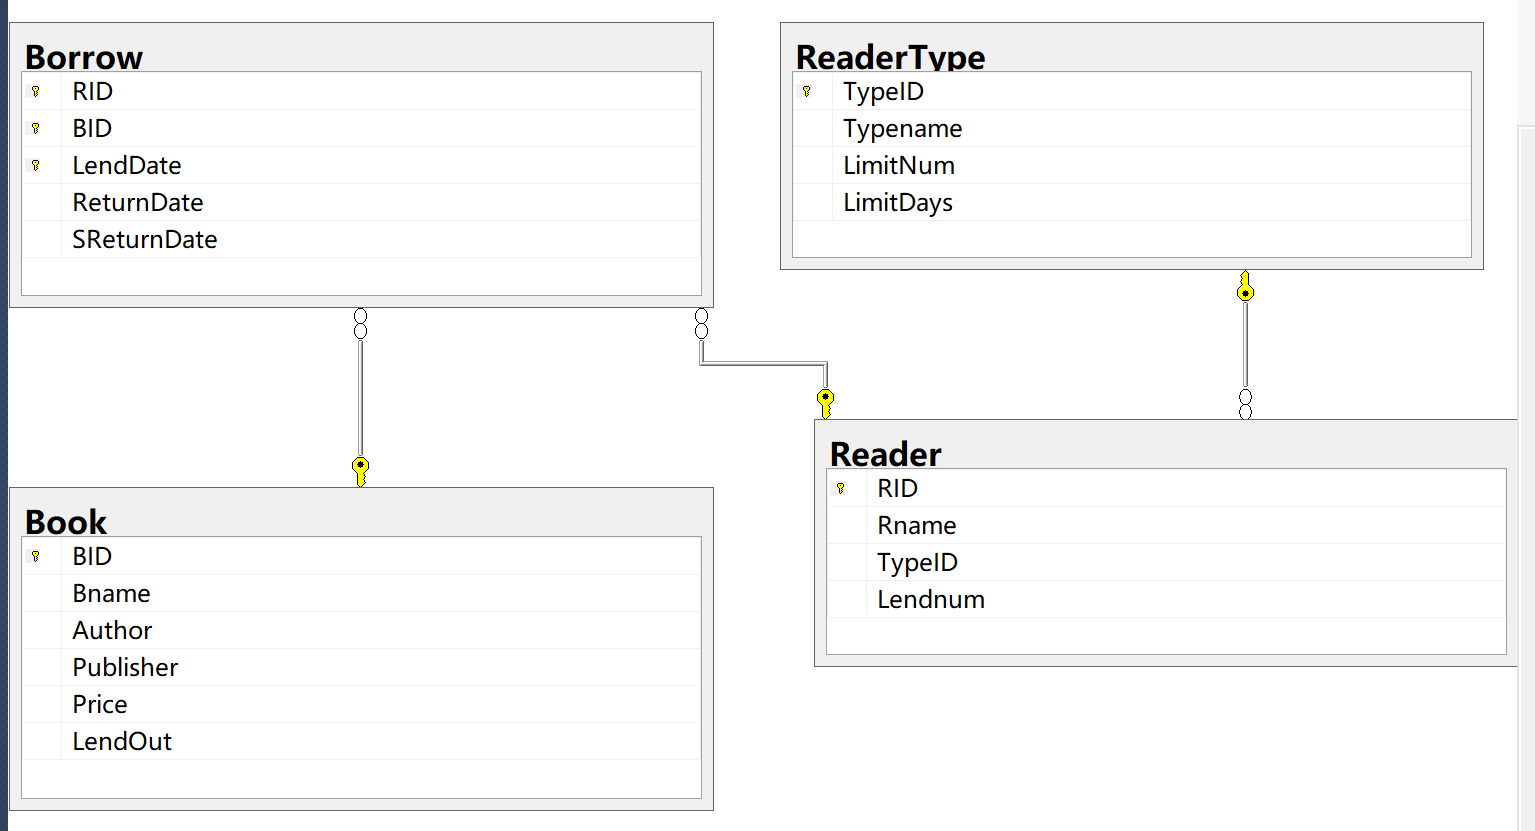 Borrow
RID
BID
LendDate
ReturnDate
SReturnDate
ReaderType
TypeID
Typename
LimitNum
LimitDays
Book
BID
Bname
Author
Publisher
Price
LendOut
Reader
RID
Rname
TypeID
Lendnum